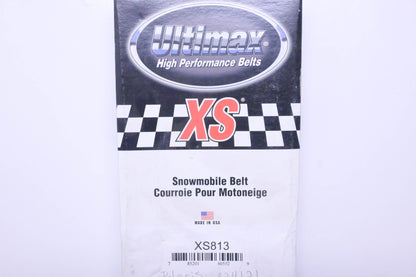 Ultimax
High Performance Belts
XS
Snowmobile Belt
Courroie Pour Motoneige
MADE IN USA
XS813